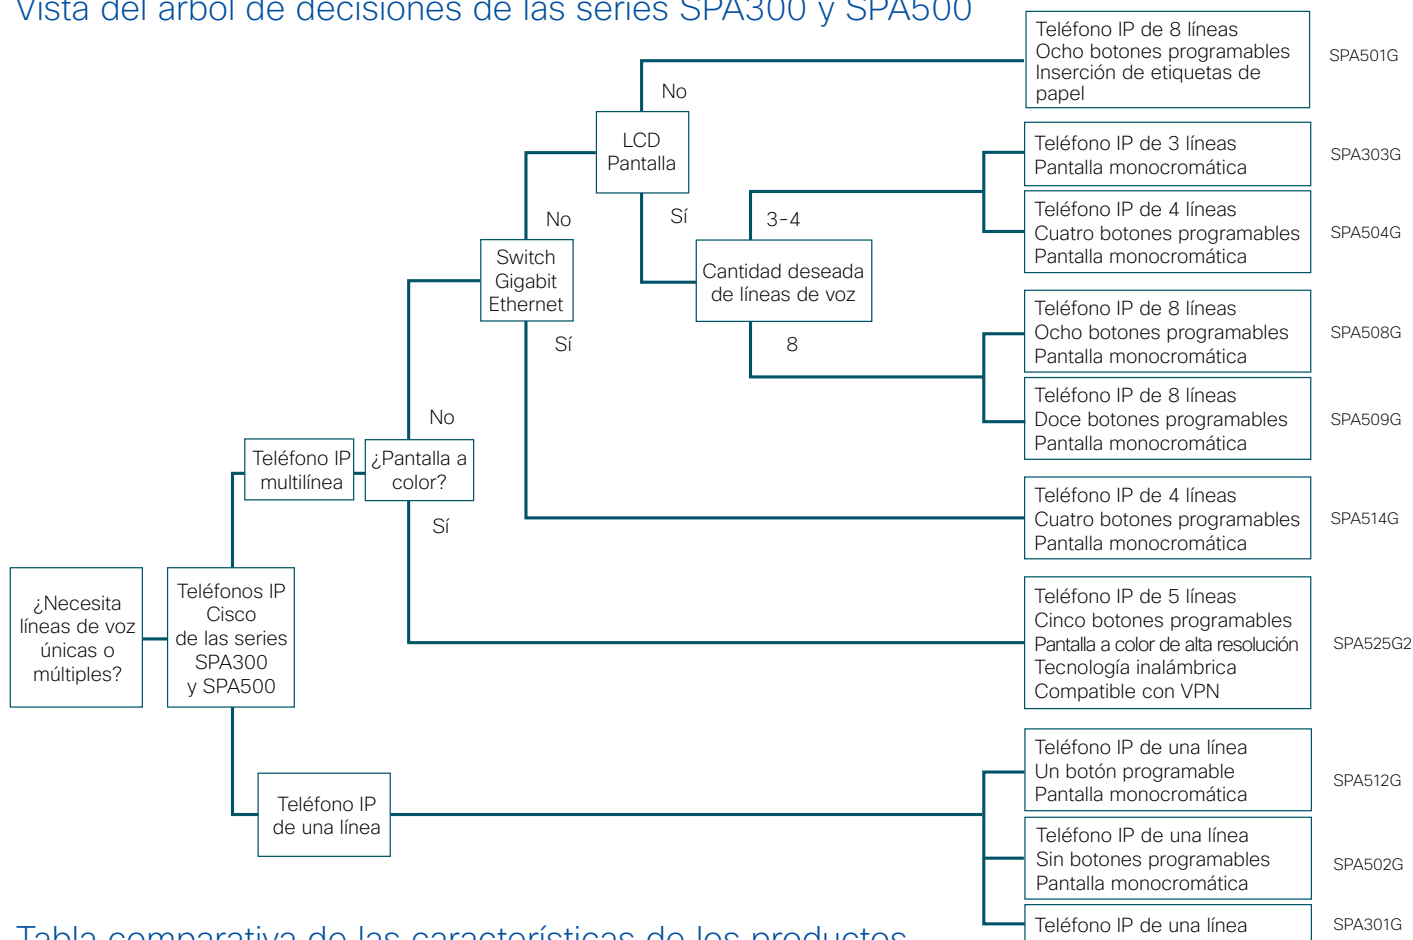 Vista del árbol de decisiones de las series SPA300 y SPA500
Teléfono IP de 8 líneas
Ocho botones programables
Inserción de etiquetas de
papel
SPA501G
No
LCD
Pantalla
Teléfono IP de 3 líneas
Pantalla monocromática
SPA303G
Sí
3-4
No
Teléfono IP de 4 líneas
Cuatro botones programables
Pantalla monocromática
SPA504G
Switch
Gigabit
Ethernet
Cantidad deseada
de líneas de voz
Sí
8
Teléfono IP de 8 líneas
Ocho botones programables
Pantalla monocromática
SPA508G
Teléfono IP de 8 líneas
Doce botones programables
Pantalla monocromática
SPA509G
No
Teléfono IP
multilínea
¿Pantalla a
color?
Sí
Teléfono IP de 4 líneas
Cuatro botones programables
Pantalla monocromática
SPA514G
¿Necesita
líneas de voz
únicas o
múltiples?
Teléfonos IP
Cisco
de las series
SPA300
y SPA500
Teléfono IP de 5 líneas
Cinco botones programables
Pantalla a color de alta resolución
Tecnología inalámbrica
Compatible con VPN
SPA525G2
Teléfono IP
de una línea
Teléfono IP de una línea
Un botón programable
Pantalla monocromática
SPA512G
Teléfono IP de una línea
Sin botones programables
Pantalla monocromática
SPA502G
Teléfono IP de una línea
SPA301G
Tabla comparativa de las características de los productos